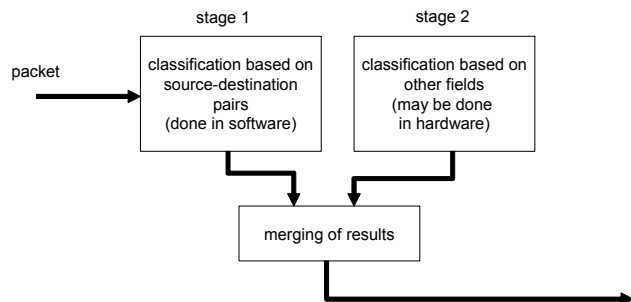 stage 1
stage 2
packet
classification based on
source-destination
pairs
(done in software)
classification based on
other fields
(may be done
in hardware)
merging of results